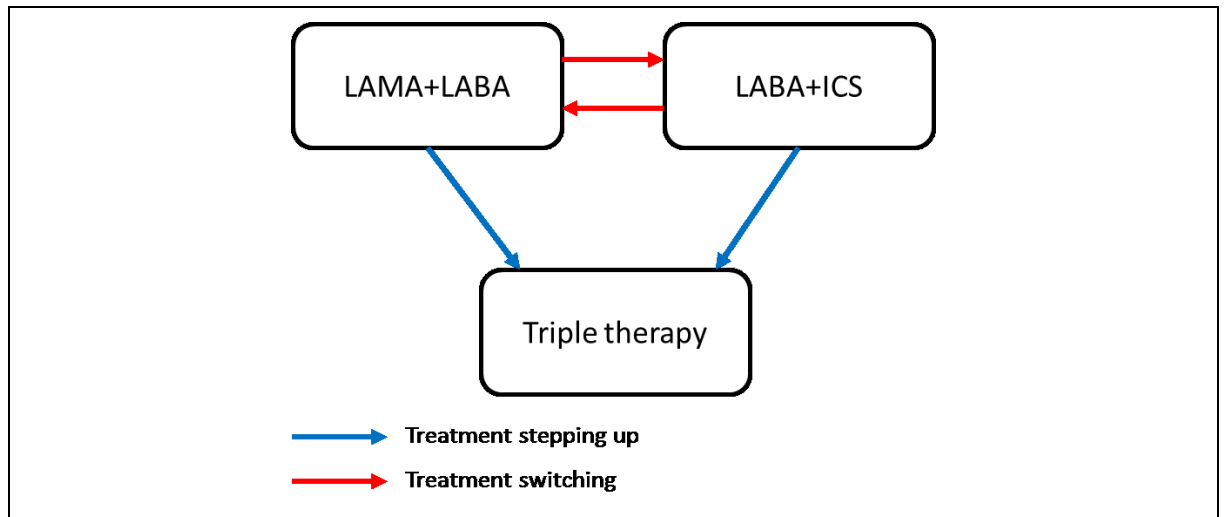 LAMA+LABA
LABA+ICS
Triple therapy
Treatment stepping up
Treatment switching